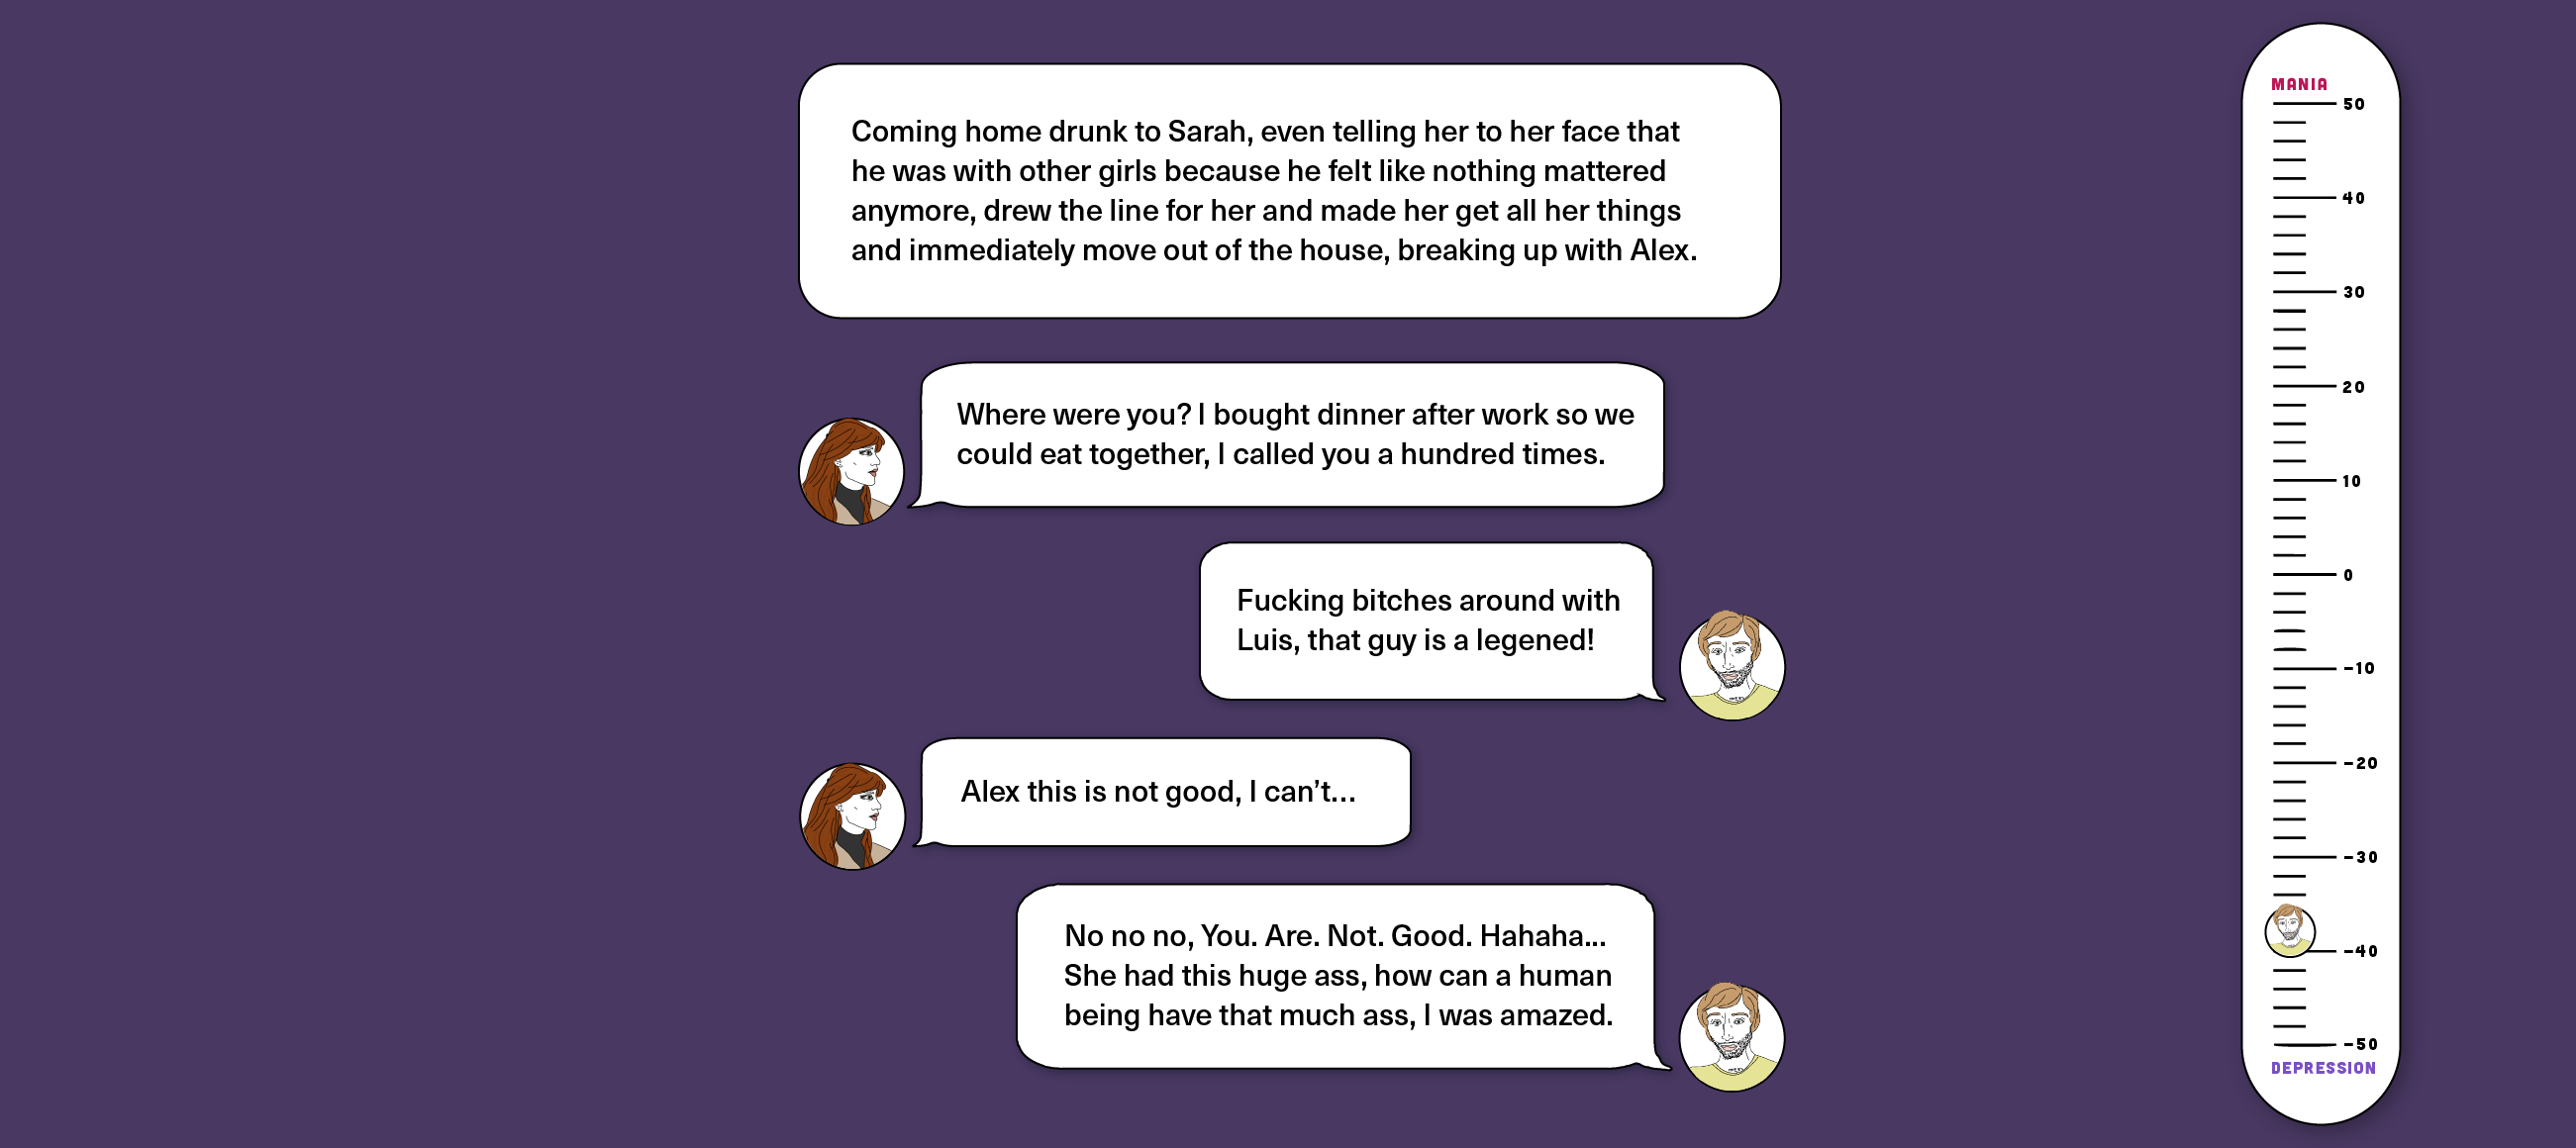 Coming home drunk to Sarah, even telling her to her face that
he was with other girls because he felt like nothing mattered
anymore, drew the line for her and made her get all her things
and immediately move out of the house, breaking up with Alex.
Where were you? I bought dinner after work so we
could eat together, I called you a hundred times.
Fucking bitches around with
Luis, that guy is a legened!
Alex this is not good, I can’t...
No no no, You. Are. Not. Good. Hahaha...
She had this huge ass, how can a human
being have that much ass, I was amazed.
MANIA
50
40
30
20
10
0
-10
-20
-30
-40
-50
DEPRESSION